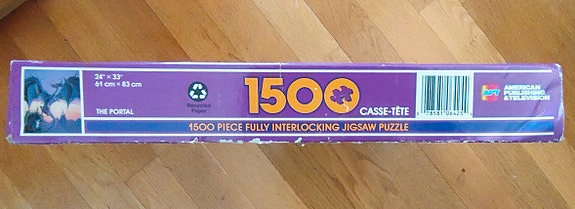 24" × 33"
61 cm × 83 cm
THE PORTAL
Recycled
Paper
1500
CASSE-TÊTE
1500 PIECE FULLY INTERLOCKING JIGSAW PUZZLE
APT
AMERICAN
PUBLISHING
& TELEVISION